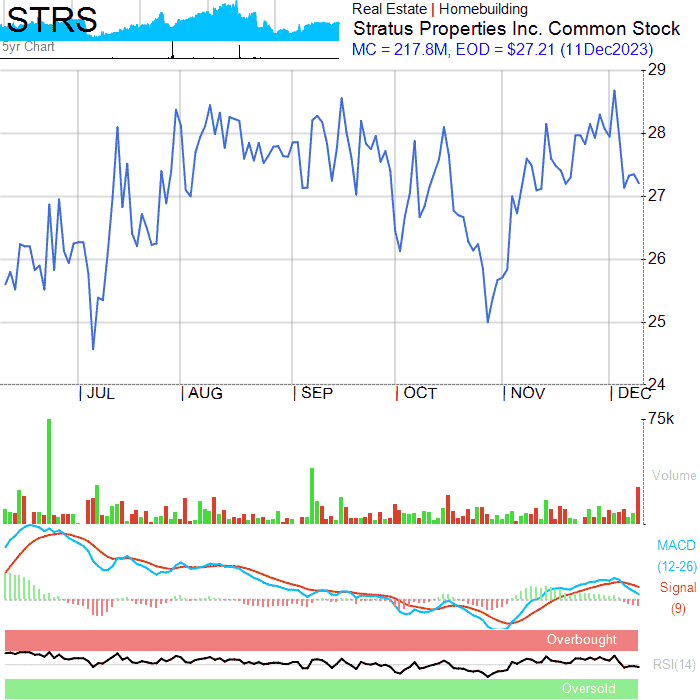 STRS
5yr Chart
Real Estate | Homebuilding
Stratus Properties Inc. Common Stock
MC = 217.8M, EOD = $27.21 (11Dec2023)
29
28
27
26
25
24
JUL
AUG
SEP
OCT
NOV
DEC
75k
Volume
MACD
(12-26)
Signal
(9)
Overbought
RSI(14)
Oversold